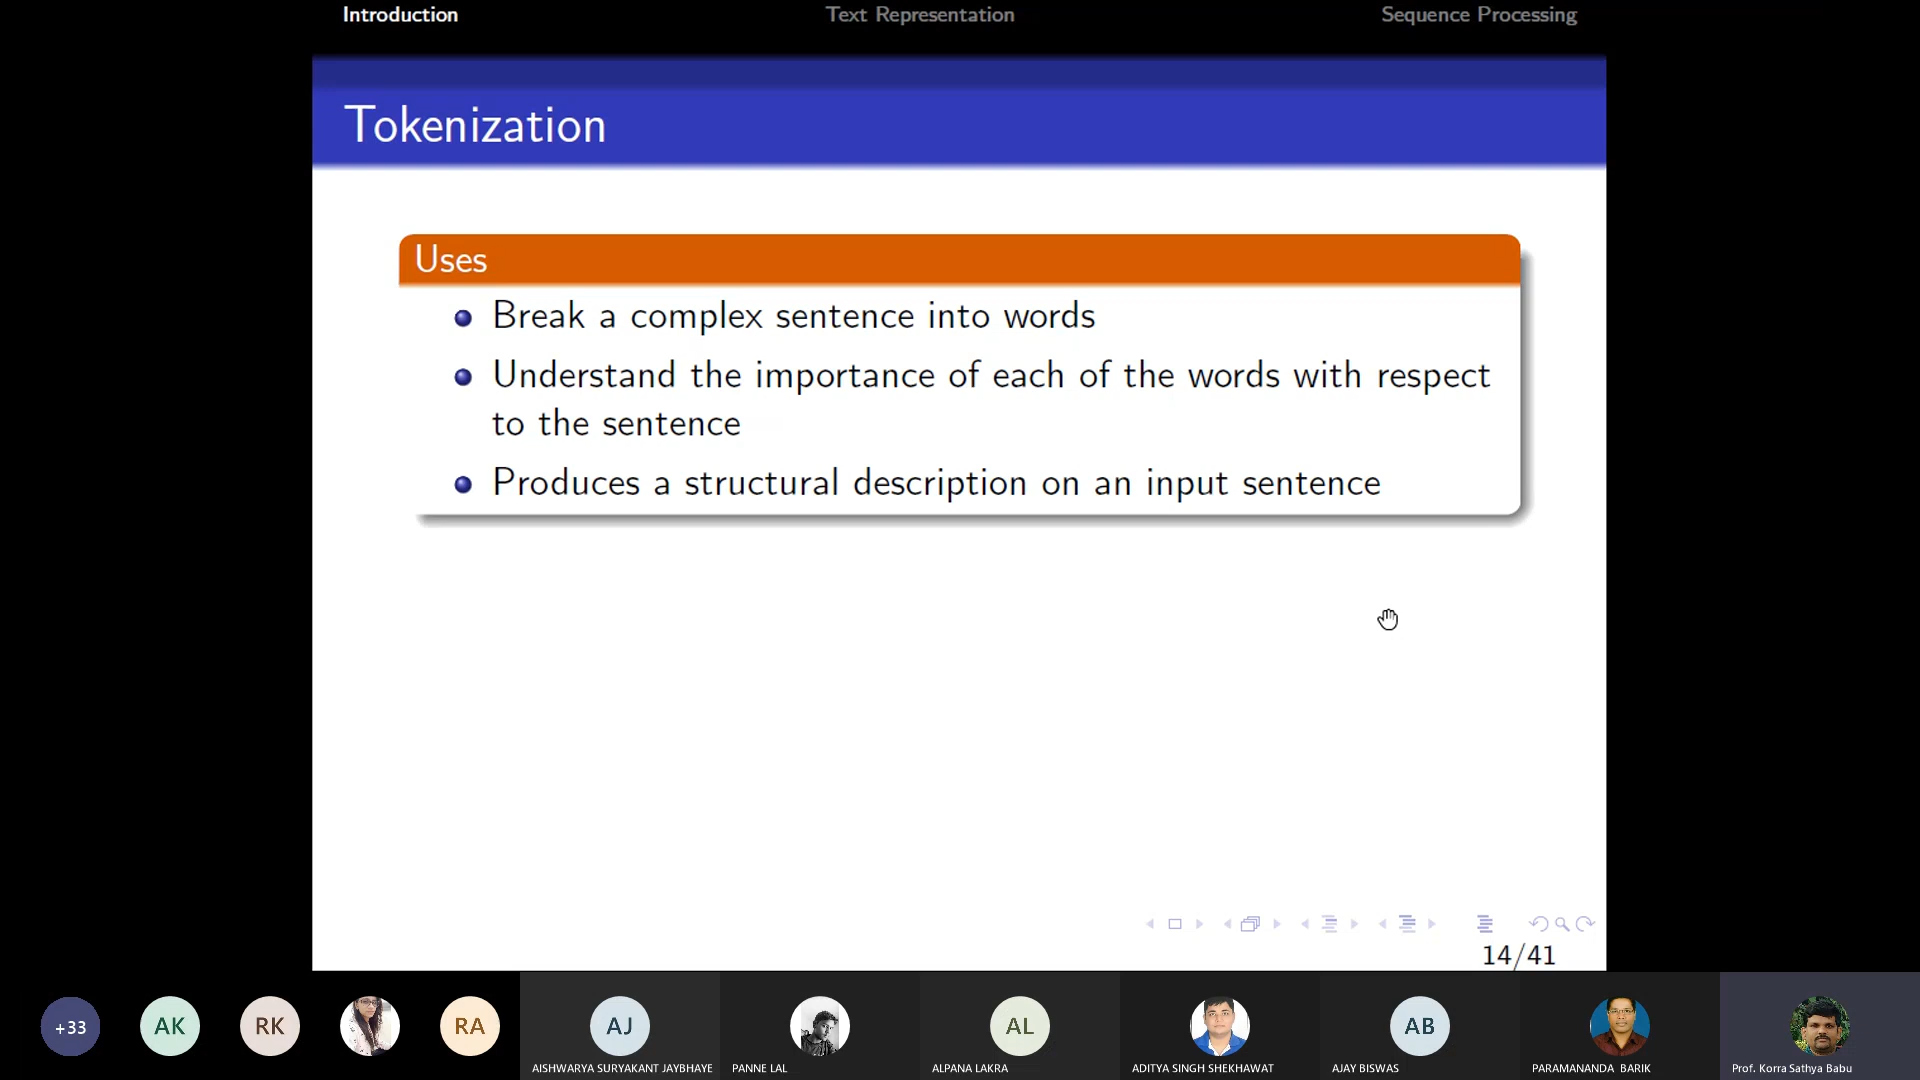 Introduction
Text Representation
Sequence Processing
Tokenization
Uses
Break a complex sentence into words
Understand the importance of each of the words with respect
to the sentence
Produces a structural description on an input sentence
14/41
+33
AK
RK
RA
AJ
AL
AB
AISHWARYA SURYAKANT JAYBHAYE
PANNE LAL
ALPANA LAKRA
ADITYA SINGH SHEKHAWAT
AJAY BISWAS
PARAMANANDA BARIK
Prof. Korra Sathya Babu